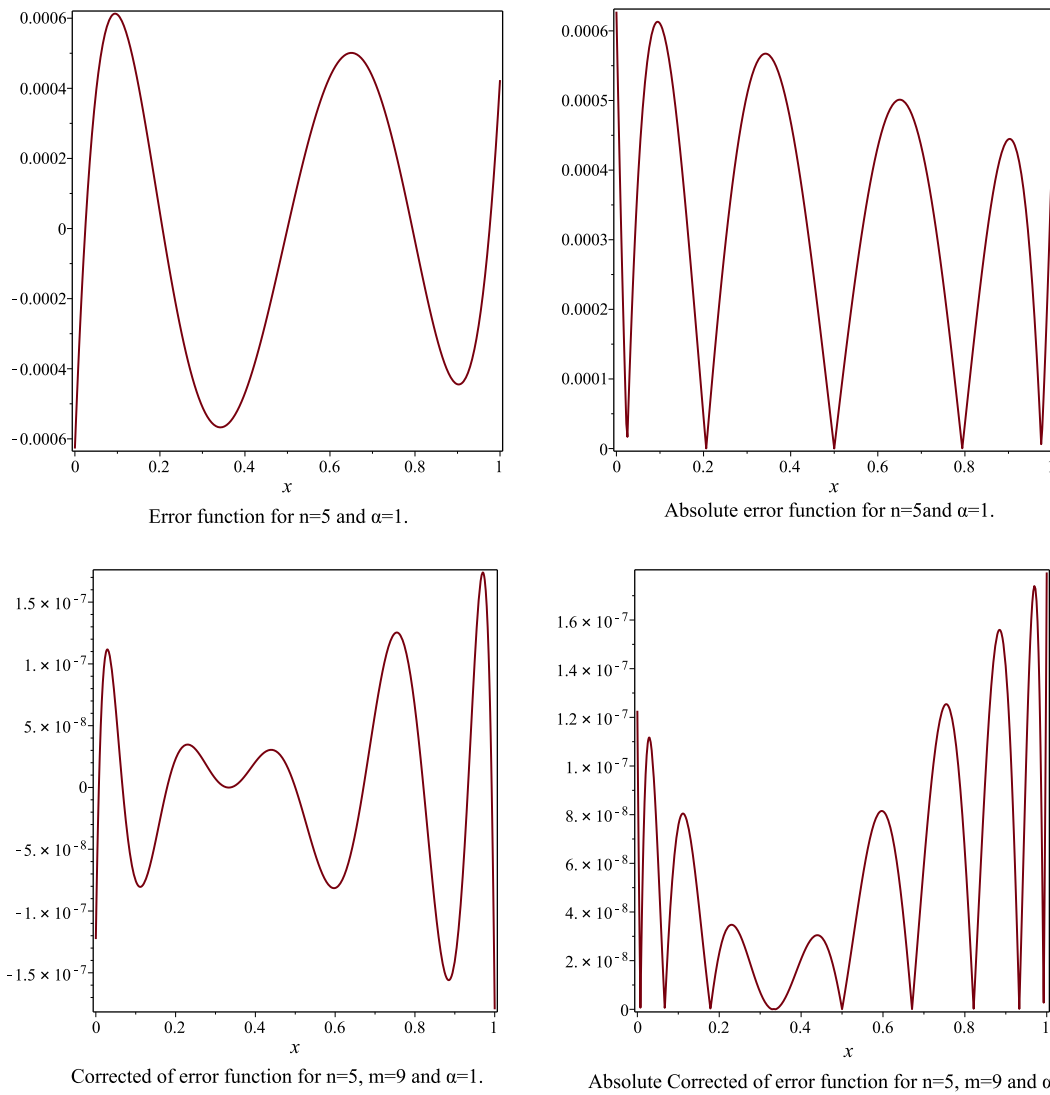 0.0006
0.0004
0.0002
0
-0.0002
-0.0004
-0.0006
0 0.2 0.4 0.6 0.8 1
x
Error function for n=5 and α=1.
0.0006
0.0005
0.0004
0.0003
0.0002
0.0001
0
0 0.2 0.4 0.6 0.8
x
Absolute error function for n=5and α=1.
1.5 × 10⁻⁷
1. × 10⁻⁷
5. × 10⁻⁸
0
-5. × 10⁻⁸
-1. × 10⁻⁷
-1.5 × 10⁻⁷
0 0.2 0.4 0.6 0.8 1
x
Corrected of error function for n=5, m=9 and α=1.
1.6 × 10⁻⁷
1.4 × 10⁻⁷
1.2 × 10⁻⁷
1. × 10⁻⁷
8. × 10⁻⁸
6. × 10⁻⁸
4. × 10⁻⁸
2. × 10⁻⁸
0
0 0.2 0.4 0.6 0.8 1
x
Absolute Corrected of error function for n=5, m=9 and α